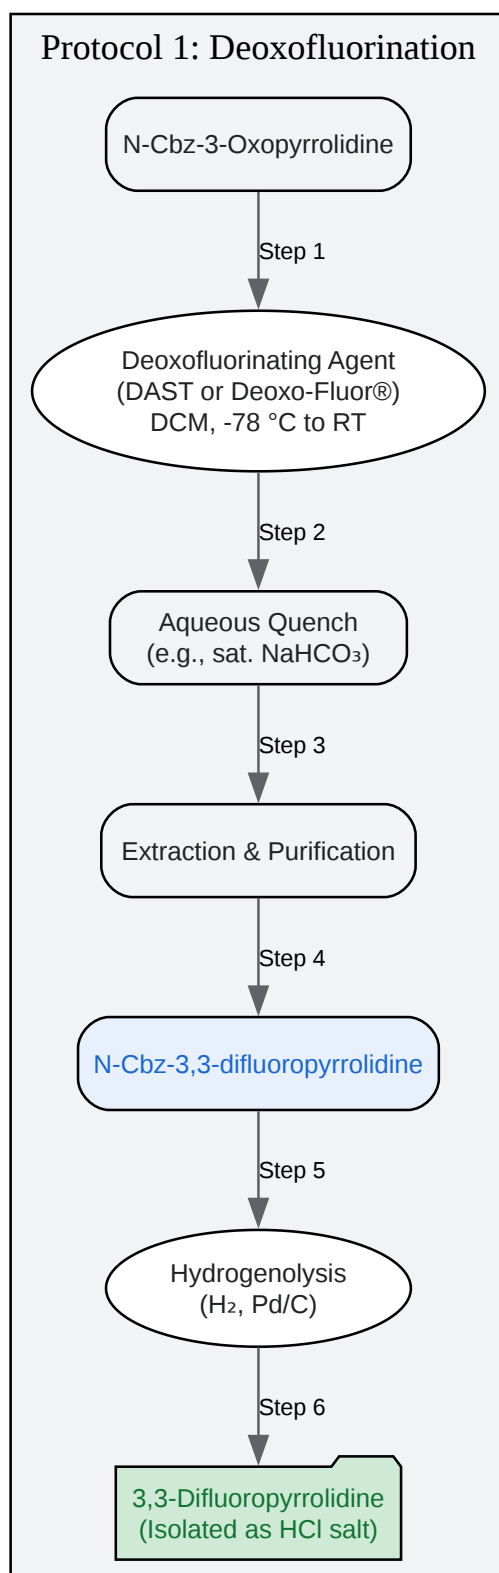 Protocol 1: Deoxofluorination
N-Cbz-3-Oxopyrrolidine
Step 1
Deoxofluorinating Agent
(DAST or Deoxo-Fluor®)
DCM, -78 °C to RT
Step 2
Aqueous Quench
(e.g., sat. NaHCO₃)
Step 3
Extraction & Purification
Step 4
N-Cbz-3,3-difluoropyrrolidine
Step 5
Hydrogenolysis
(H₂, Pd/C)
Step 6
3,3-Difluoropyrrolidine
(Isolated as HCl salt)